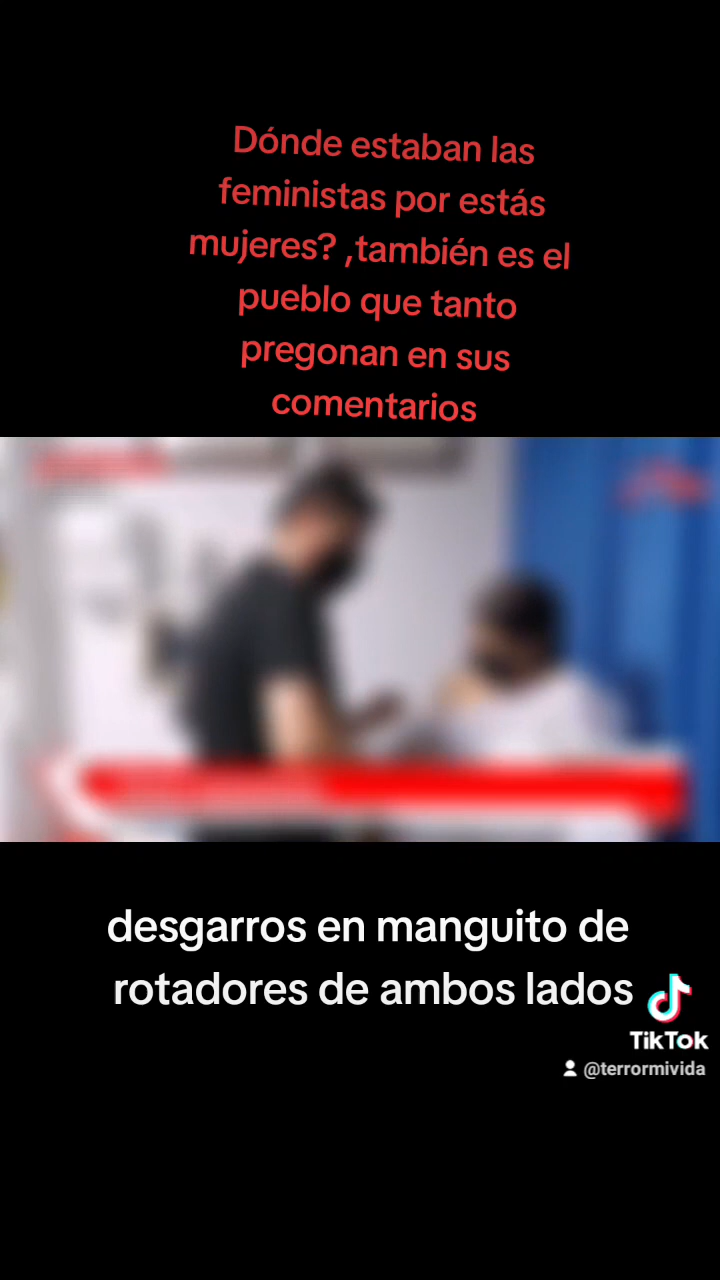 Dónde estaban las
feministas por estás
mujeres? ,también es el
pueblo que tanto
pregonan en sus
comentarios
desgarros en manguito de
rotadores de ambos lados
TikTok
@terrormivida